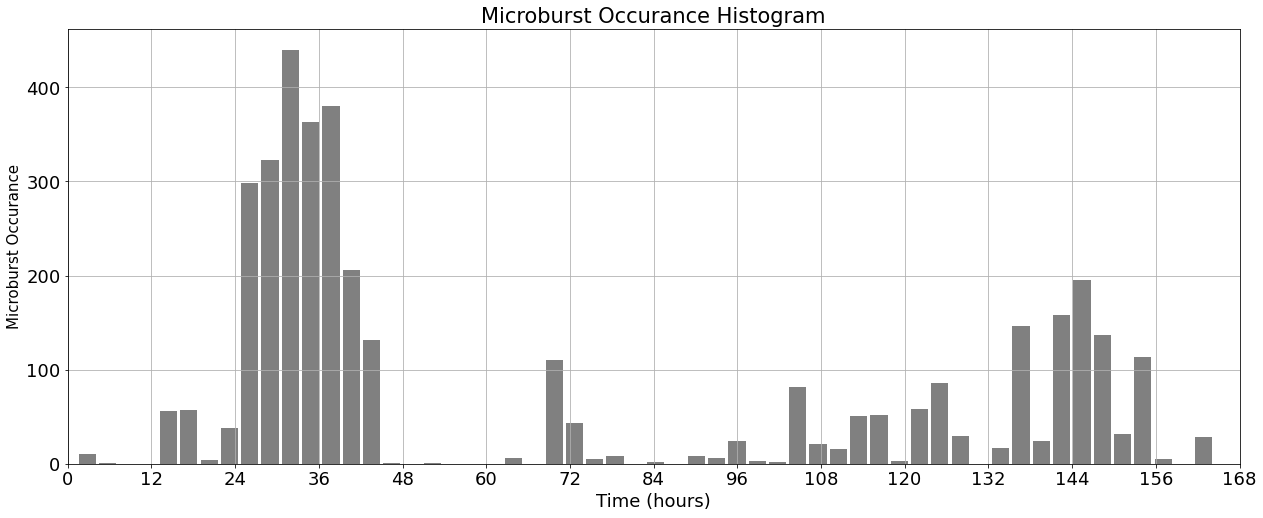 Microburst Occurance Histogram
Microburst Occurance
400
300
200
100
0
0 12 24 36 48 60 72 84 96 108 120 132 144 156 168
Time (hours)